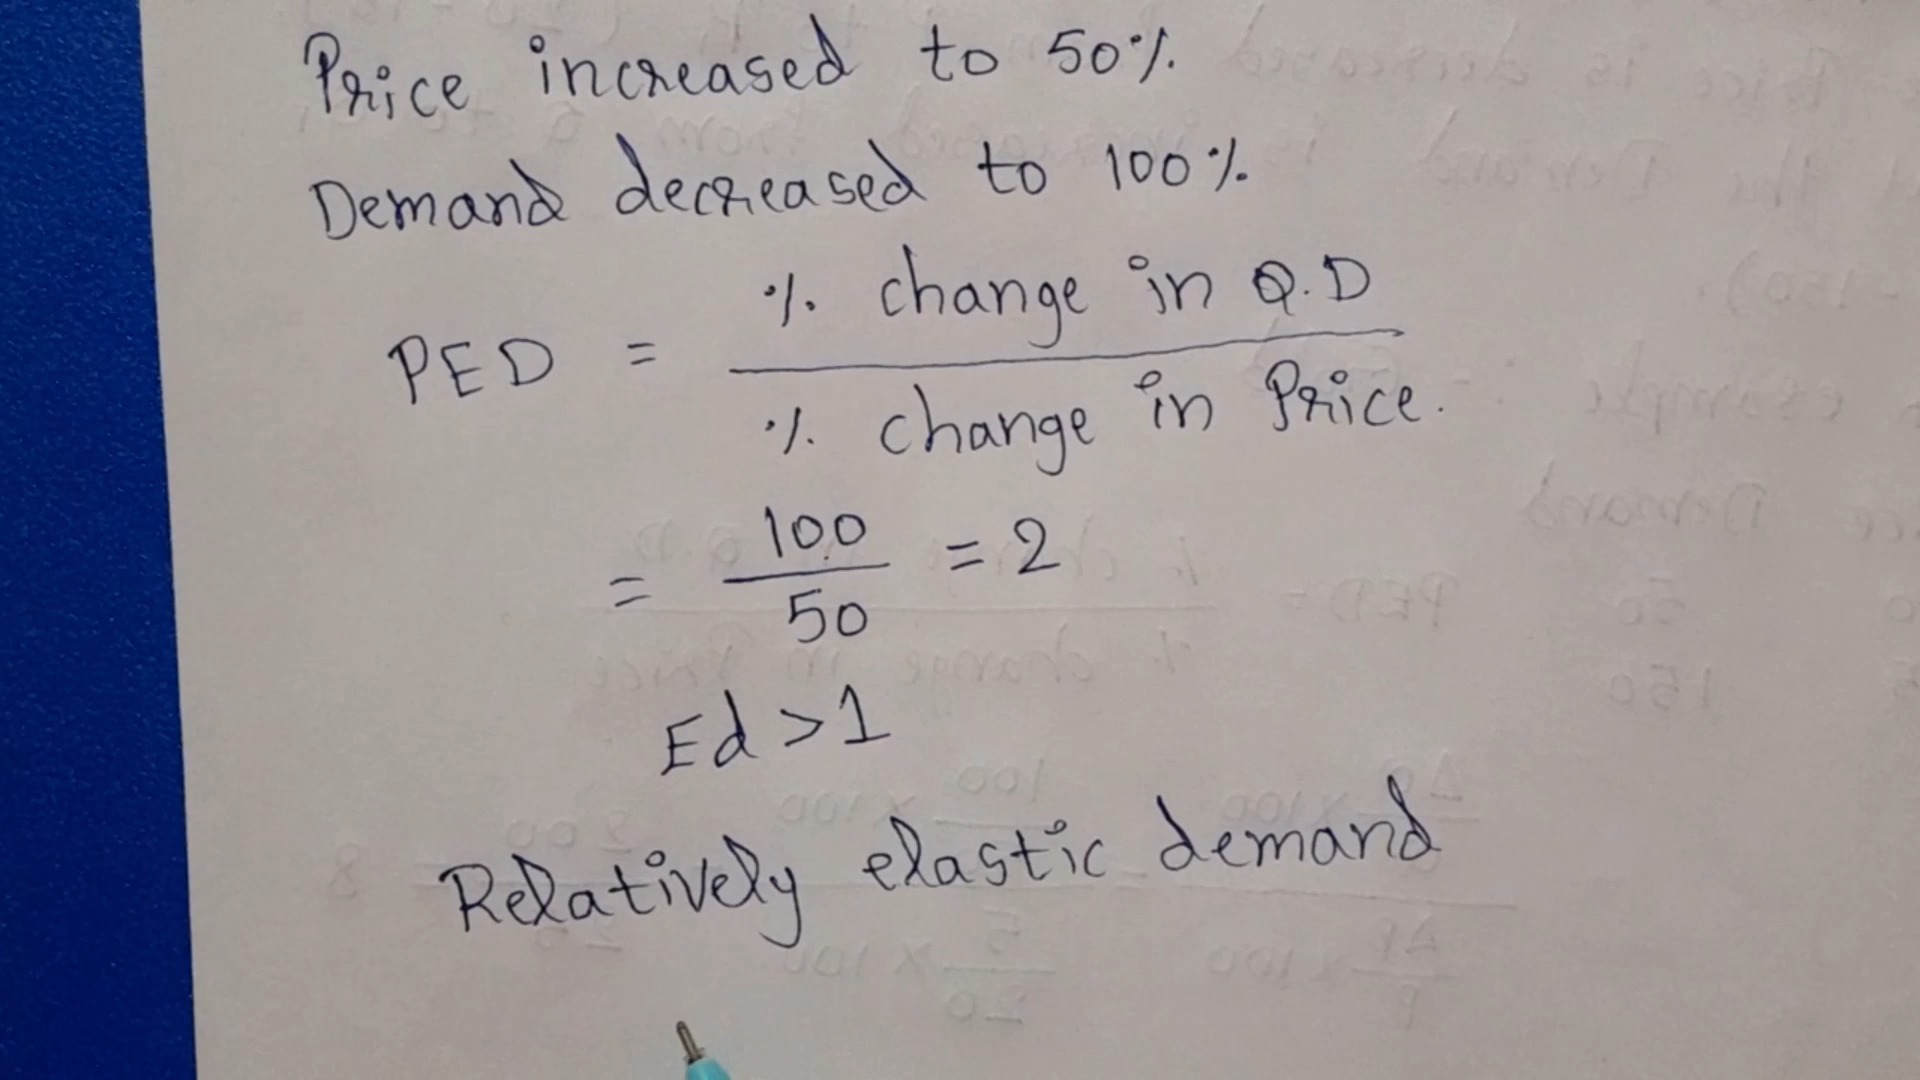 Price increased to 50%.
Demand decreased to 100%.
PED = % change in Q.D
% change in Price.
= 100 = 2
50
Ed > 1
Relatively elastic demand